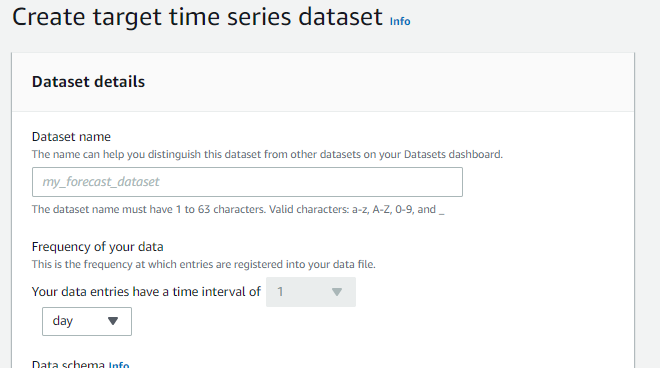 Create target time series dataset Info
Dataset details
Dataset name
The name can help you distinguish this dataset from other datasets on your Datasets dashboard.
my_forecast_dataset
The dataset name must have 1 to 63 characters. Valid characters: a-z, A-Z, 0-9, and _
Frequency of your data
This is the frequency at which entries are registered into your data file.
Your data entries have a time interval of 1
day
Data schema Info